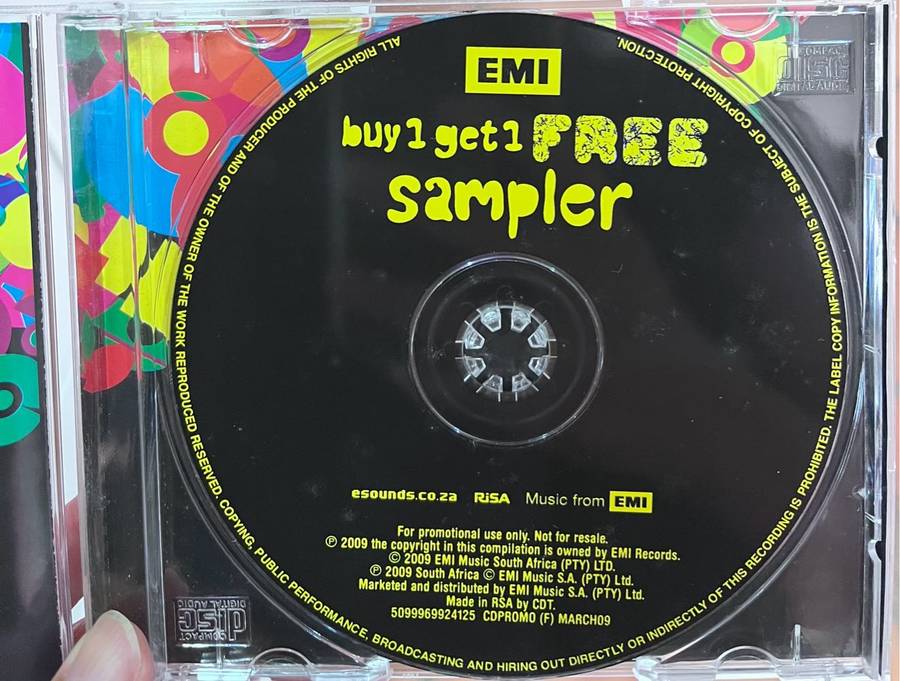 EMI
buy 1 get 1 FREE
sampler
ALL RIGHTS OF THE PRODUCER AND OF THE OWNER OF THE WORK REPRODUCED RESERVED. COPYING, PUBLIC PERFORMANCE, BROADCASTING AND HIRING OUT DIRECTLY OR INDIRECTLY OF THIS RECORDING IS PROHIBITED. THE LABEL COPY INFORMATION IS THE SUBJECT OF COPYRIGHT PROTECTION.
esounds.co.za RiSA Music from EMI
For promotional use only. Not for resale.
℗ 2009 the copyright in this compilation is owned by EMI Records.
© 2009 EMI Music South Africa (PTY) LTD.
℗ 2009 South Africa © EMI Music S.A. (PTY) Ltd.
Marketed and distributed by EMI Music S.A. (PTY) Ltd.
Made in RSA by CDT.
5099969924125 CDPROMO (F) MARCH09
COMPACT
disc
DIGITAL AUDIO
COMPACT
disc
DIGITAL AUDIO